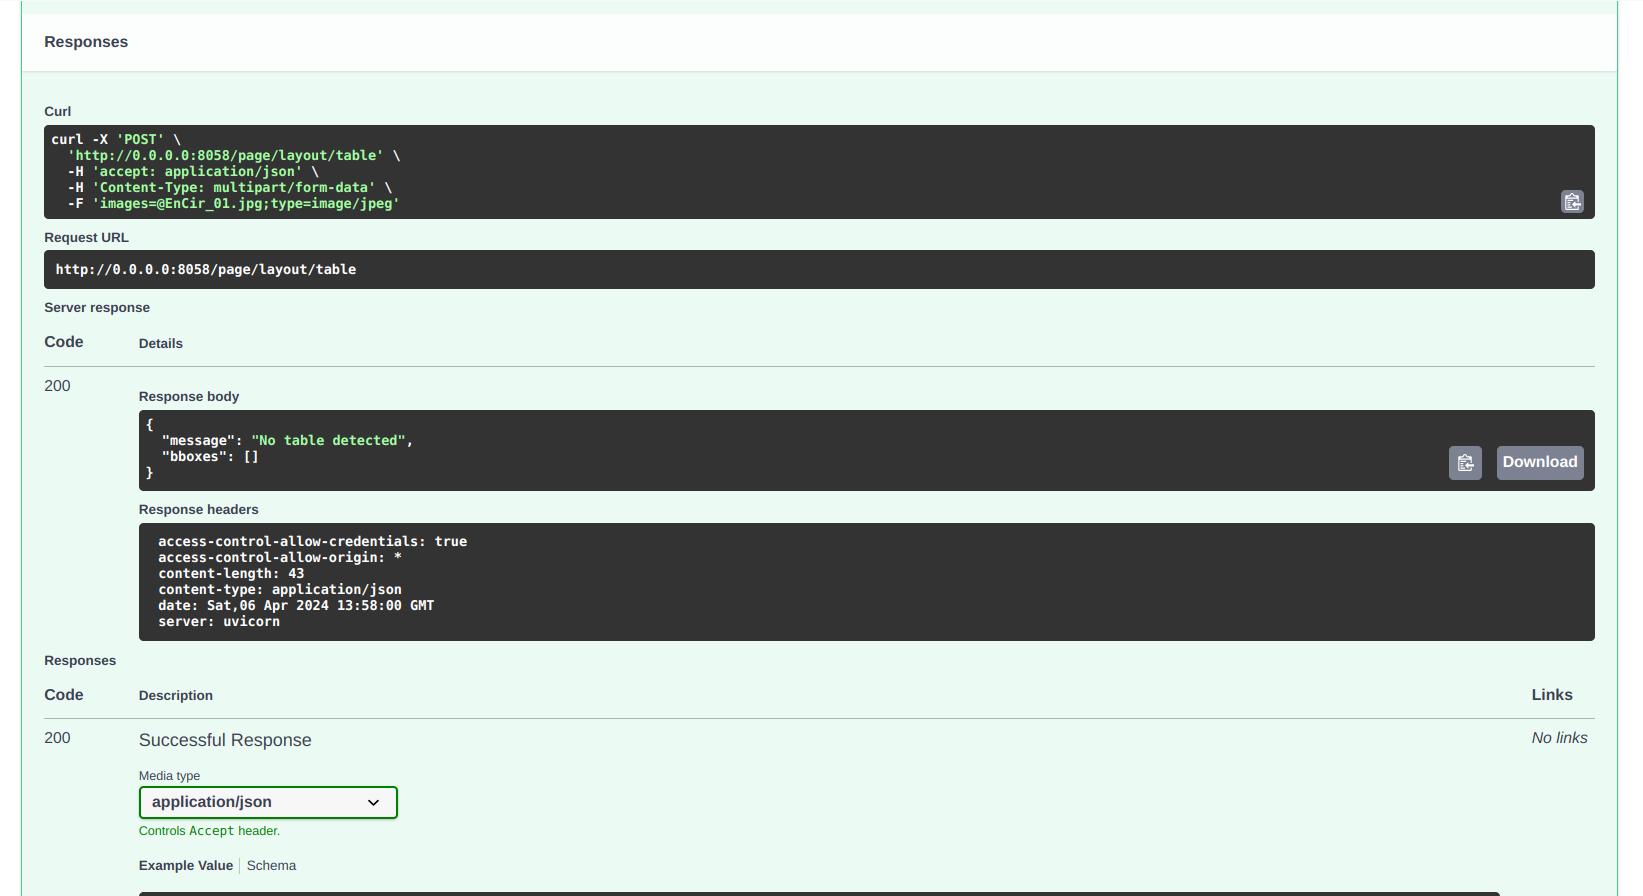 Responses
Curl
curl -X 'POST' \
  'http://0.0.0.0:8058/page/layout/table' \
  -H 'accept: application/json' \
  -H 'Content-Type: multipart/form-data' \
  -F 'images=@EnCir_01.jpg;type=image/jpeg'
Request URL
http://0.0.0.0:8058/page/layout/table
Server response
Code Details
200
Response body
{
  "message": "No table detected",
  "bboxes": []
}
Download
Response headers
access-control-allow-credentials: true
access-control-allow-origin: *
content-length: 43
content-type: application/json
date: Sat,06 Apr 2024 13:58:00 GMT
server: uvicorn
Responses
Code Description Links
200 Successful Response No links
Media type
application/json
Controls Accept header.
Example Value Schema